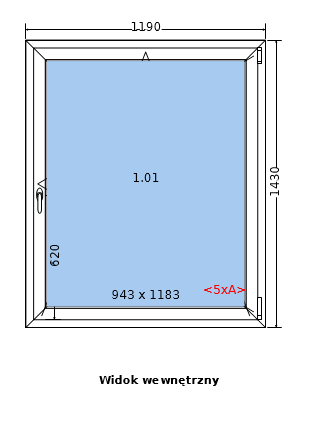 1190
1.01
1430
620
<5xA>
943 x 1183
Widok wewnętrzny